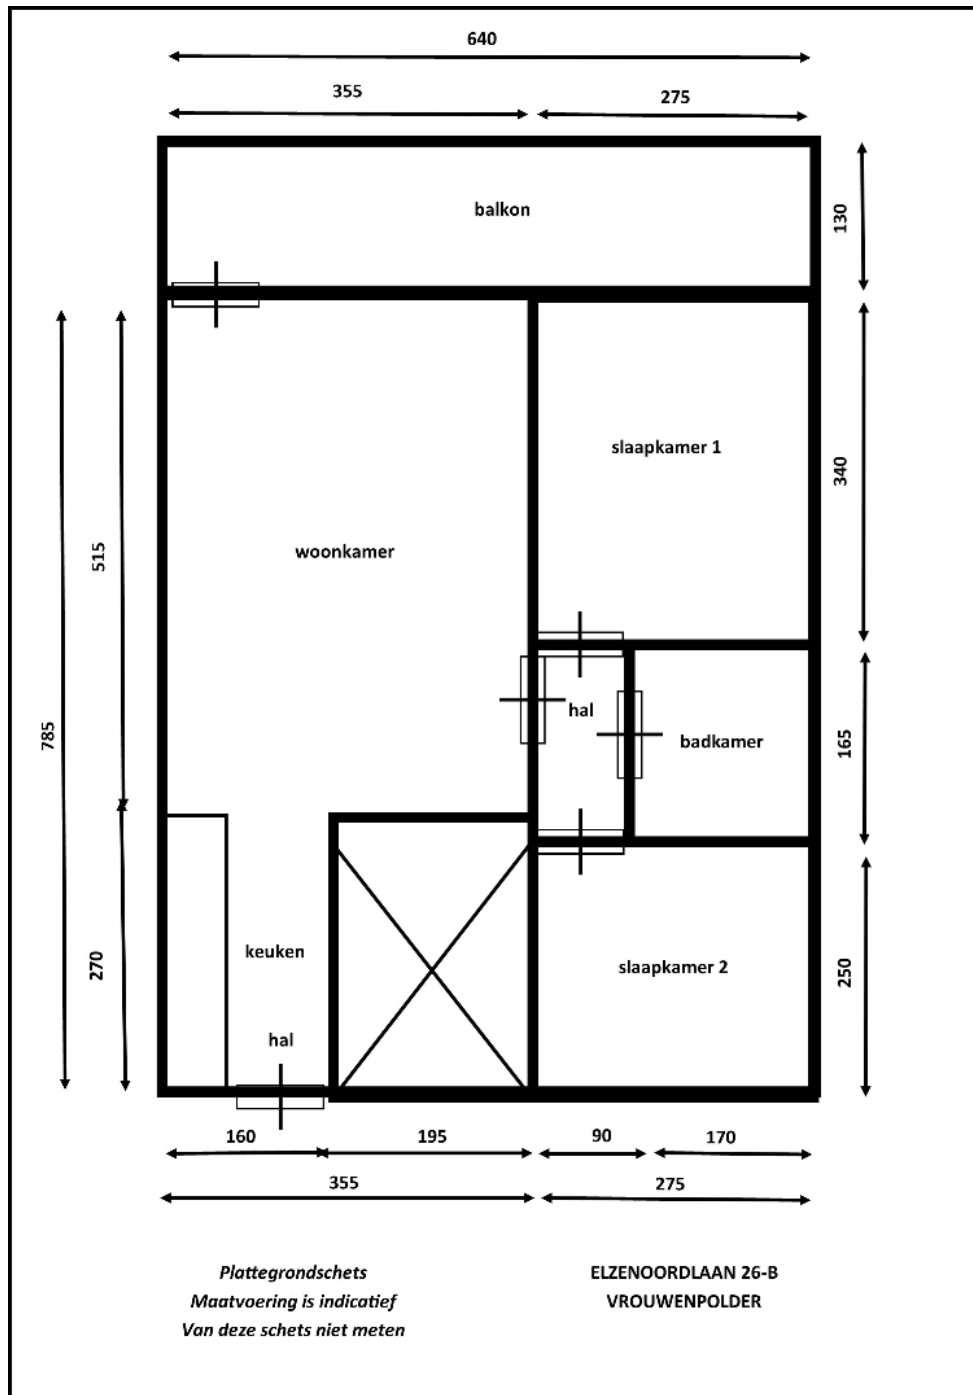 640
355
275
balkon
130
slaapkamer 1
340
woonkamer
515
785
hal
badkamer
165
keuken
270
slaapkamer 2
250
hal
160
195
90
170
355
275
Plattegrondschets
Maatvoering is indicatief
Van deze schets niet meten
ELZENOORDLAAN 26-B
VROUWENPOLDER